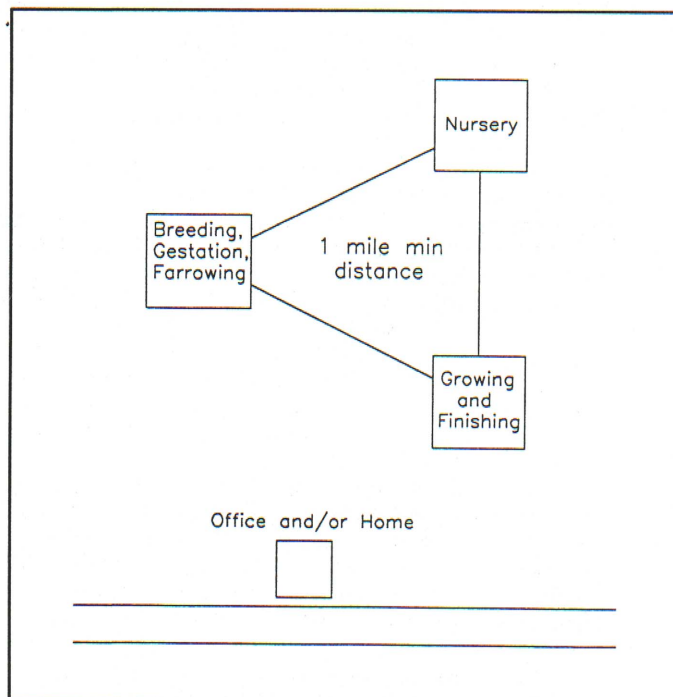 Nursery
Breeding,
Gestation,
Farrowing
1 mile min
distance
Growing
and
Finishing
Office and/or Home